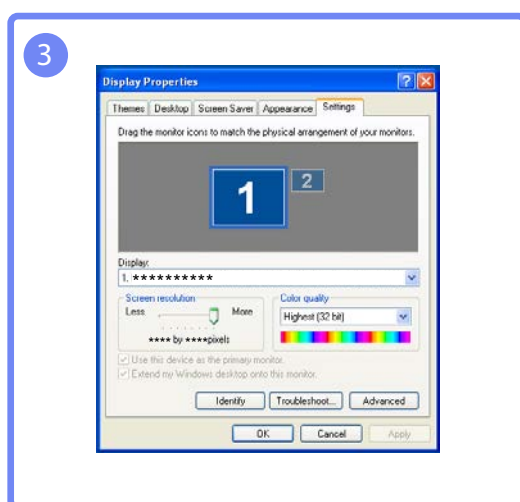 3
Display Properties
Themes Desktop Screen Saver Appearance Settings
Drag the monitor icons to match the physical arrangement of your monitors.
1 2
Display:
1. **********
Screen resolution Color quality
Less More Highest (32 bit)
**** by ****pixels
Use this device as the primary monitor.
Extend my Windows desktop onto this monitor.
Identify Troubleshoot... Advanced
OK Cancel Apply